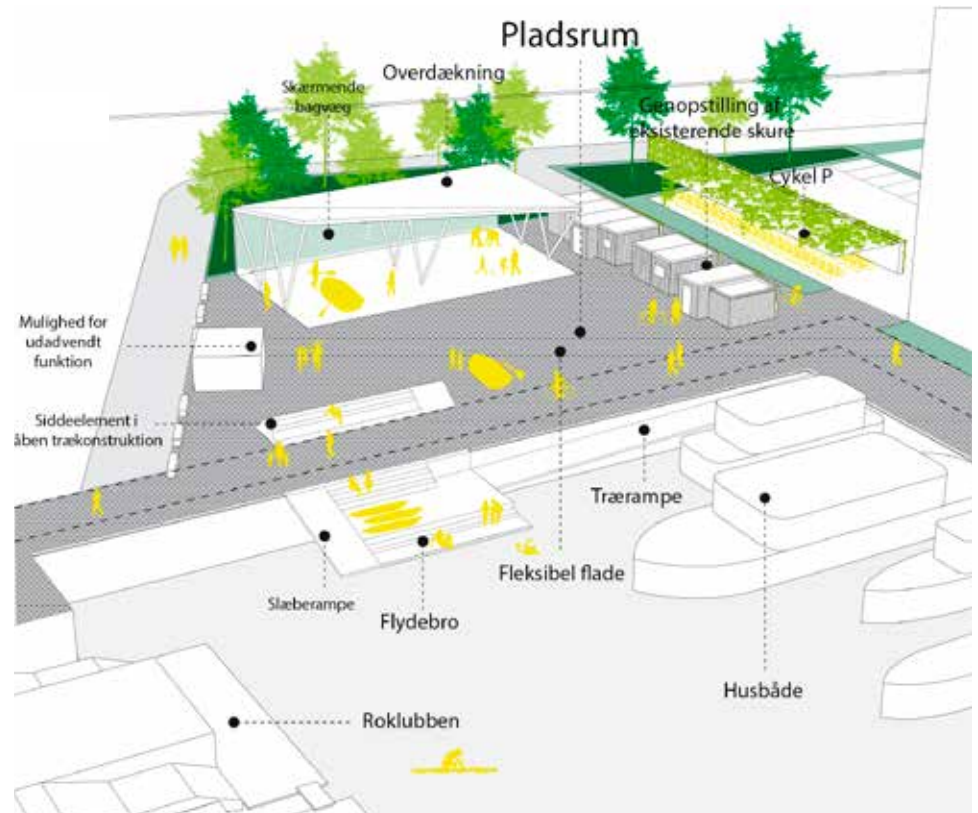 Pladsrum
Overdækning
Skærmende
bagvæg
Genopstilling af
eksisterende skure
Cykel P
Mulighed for
udadvendt
funktion
Siddeelement i
åben trækonstruktion
Trærampe
Fleksibel flade
Slæberampe
Flydebro
Husbåde
Roklubben